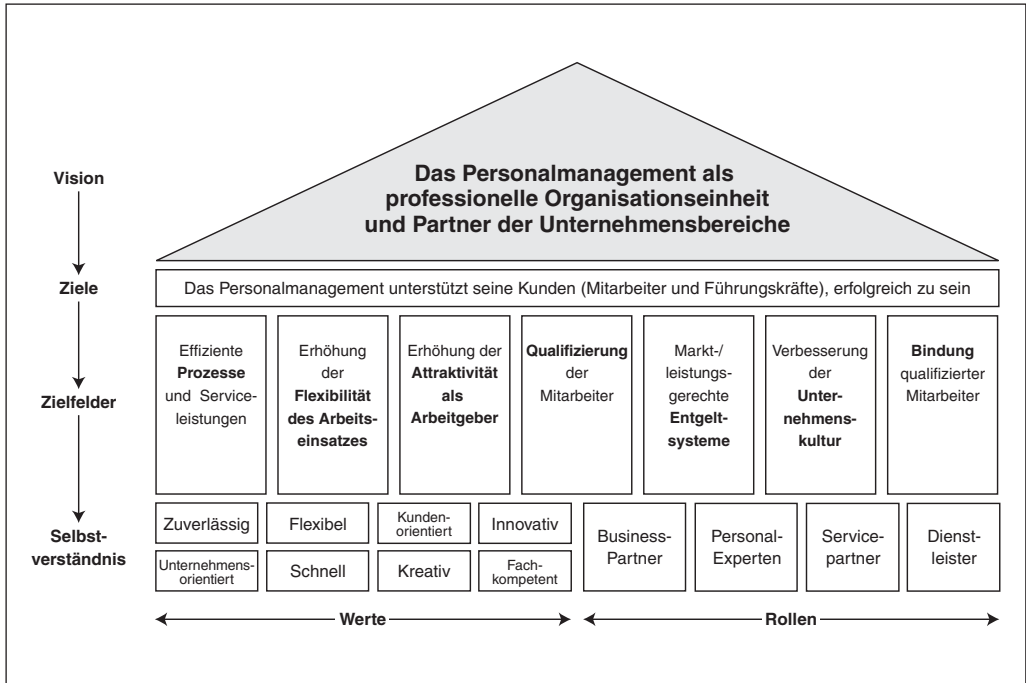 Vision
Das Personalmanagement als
professionelle Organisationseinheit
und Partner der Unternehmensbereiche
Ziele
Das Personalmanagement unterstützt seine Kunden (Mitarbeiter und Führungskräfte), erfolgreich zu sein
Zielfelder
Effiziente
Prozesse
und Service-
leistungen
Erhöhung
der
Flexibilität
des Arbeits-
einsatzes
Erhöhung der
Attraktivität
als
Arbeitgeber
Qualifizierung
der
Mitarbeiter
Markt-/
leistungs-
gerechte
Entgelt-
systeme
Verbesserung
der
Unter-
nehmens-
kultur
Bindung
qualifizierter
Mitarbeiter
Selbst-
verständnis
Zuverlässig
Flexibel
Kunden-
orientiert
Innovativ
Unternehmens-
orientiert
Schnell
Kreativ
Fach-
kompetent
Business-
Partner
Personal-
Experten
Service-
partner
Dienst-
leister
Werte
Rollen